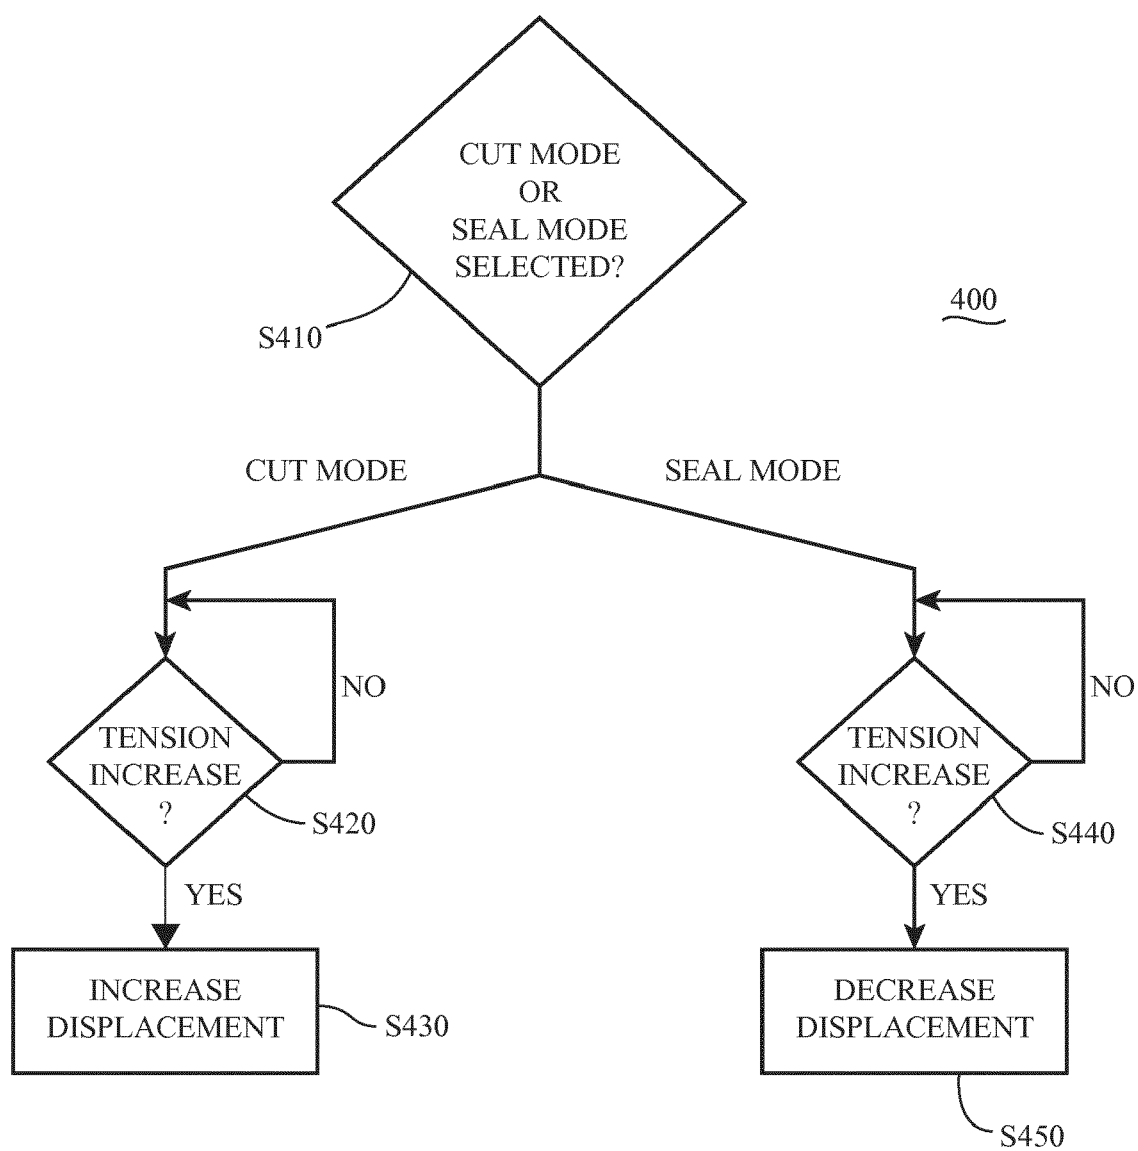 CUT MODE
OR
SEAL MODE
SELECTED?
400
S410
CUT MODE
SEAL MODE
NO
NO
TENSION
INCREASE
?
S420
TENSION
INCREASE
?
S440
YES
YES
INCREASE
DISPLACEMENT
S430
DECREASE
DISPLACEMENT
S450